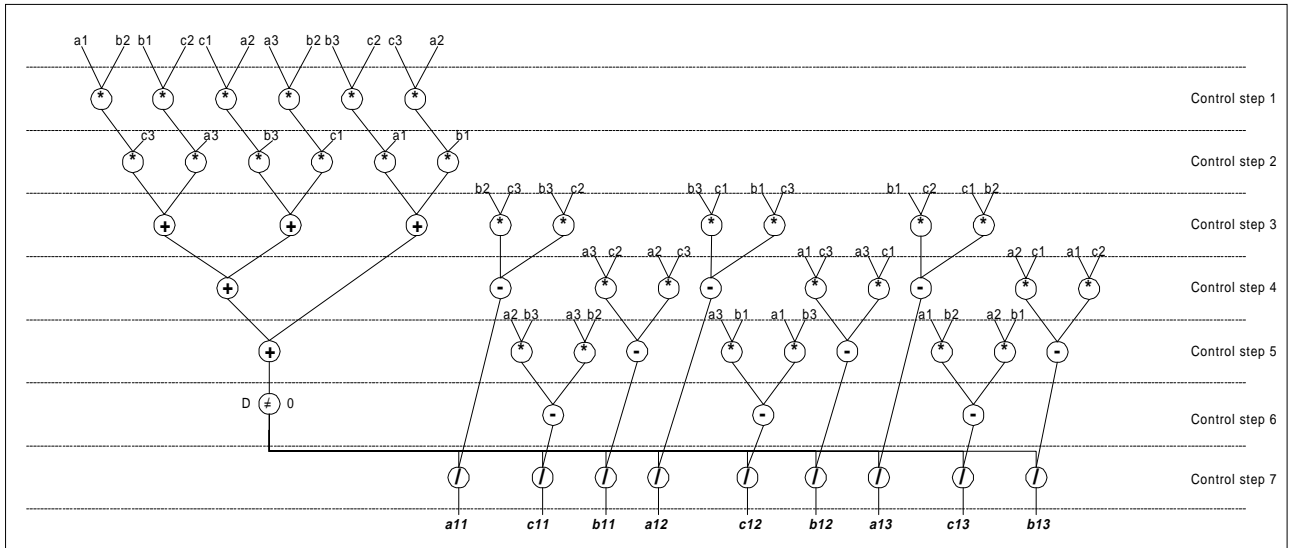 a1 b2 b1 c2 c1 a2 a3 b2 b3 c2 c3 a2
* * * * * * Control step 1
c3 a3 b3 c1 a1 b1
* * * * * * Control step 2
b2 c3 b3 c2 b3 c1 b1 c3 b1 c2 c1 b2
+ + + * * * * * * Control step 3
a3 c2 a2 c3 a1 c3 a3 c1 a2 c1 a1 c2
+ - * * - * * - * * Control step 4
a2 b3 a3 b2 a3 b1 a1 b3 a1 b2 a2 b1
+ * * - * * - * * - Control step 5
D ≠ 0 - - - Control step 6
/ / / / / / / / / Control step 7
a11 c11 b11 a12 c12 b12 a13 c13 b13